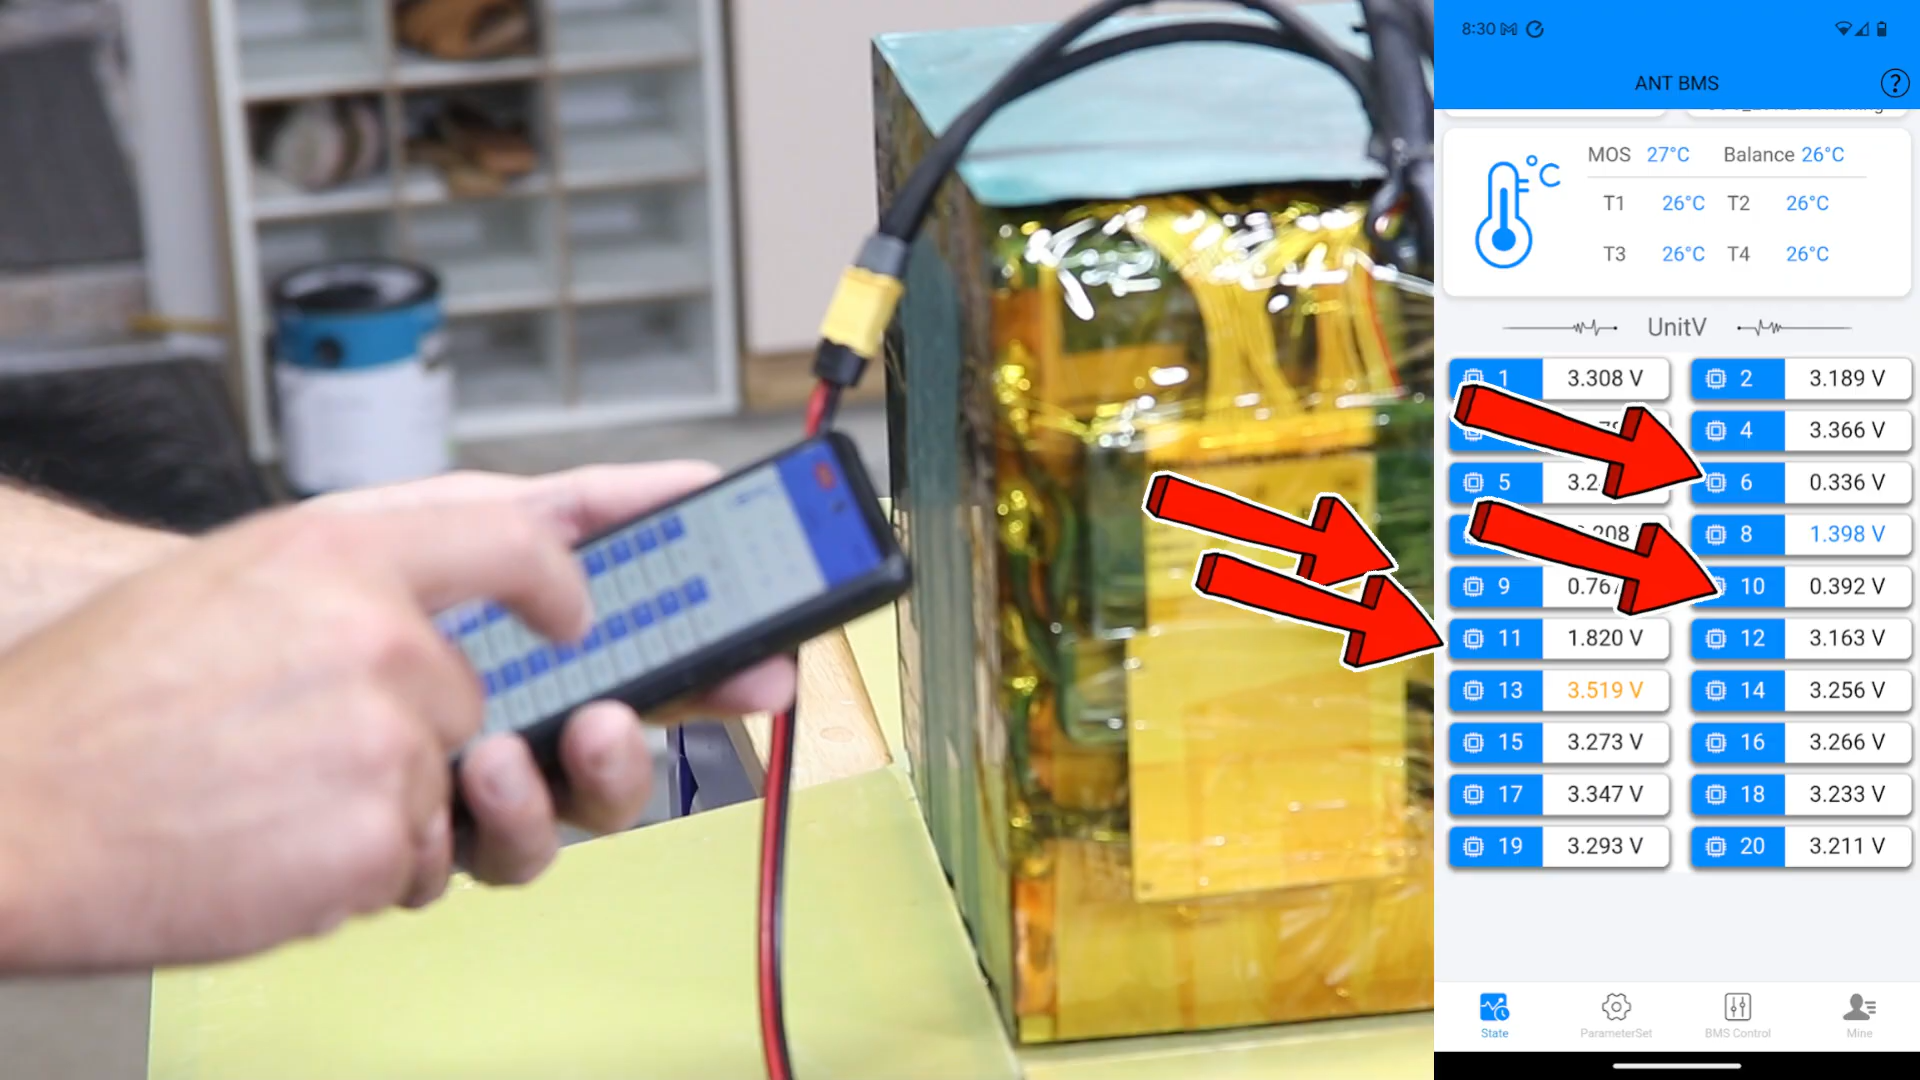 8:30
ANT BMS
?
°C
MOS 27°C Balance 26°C
T1 26°C T2 26°C
T3 26°C T4 26°C
UnitV
1 3.308 V 2 3.189 V
4 3.366 V
5 6 0.336 V
8 1.398 V
9 10 0.392 V
11 1.820 V 12 3.163 V
13 3.519 V 14 3.256 V
15 3.273 V 16 3.266 V
17 3.347 V 18 3.233 V
19 3.293 V 20 3.211 V
State ParameterSet BMS Control Mine